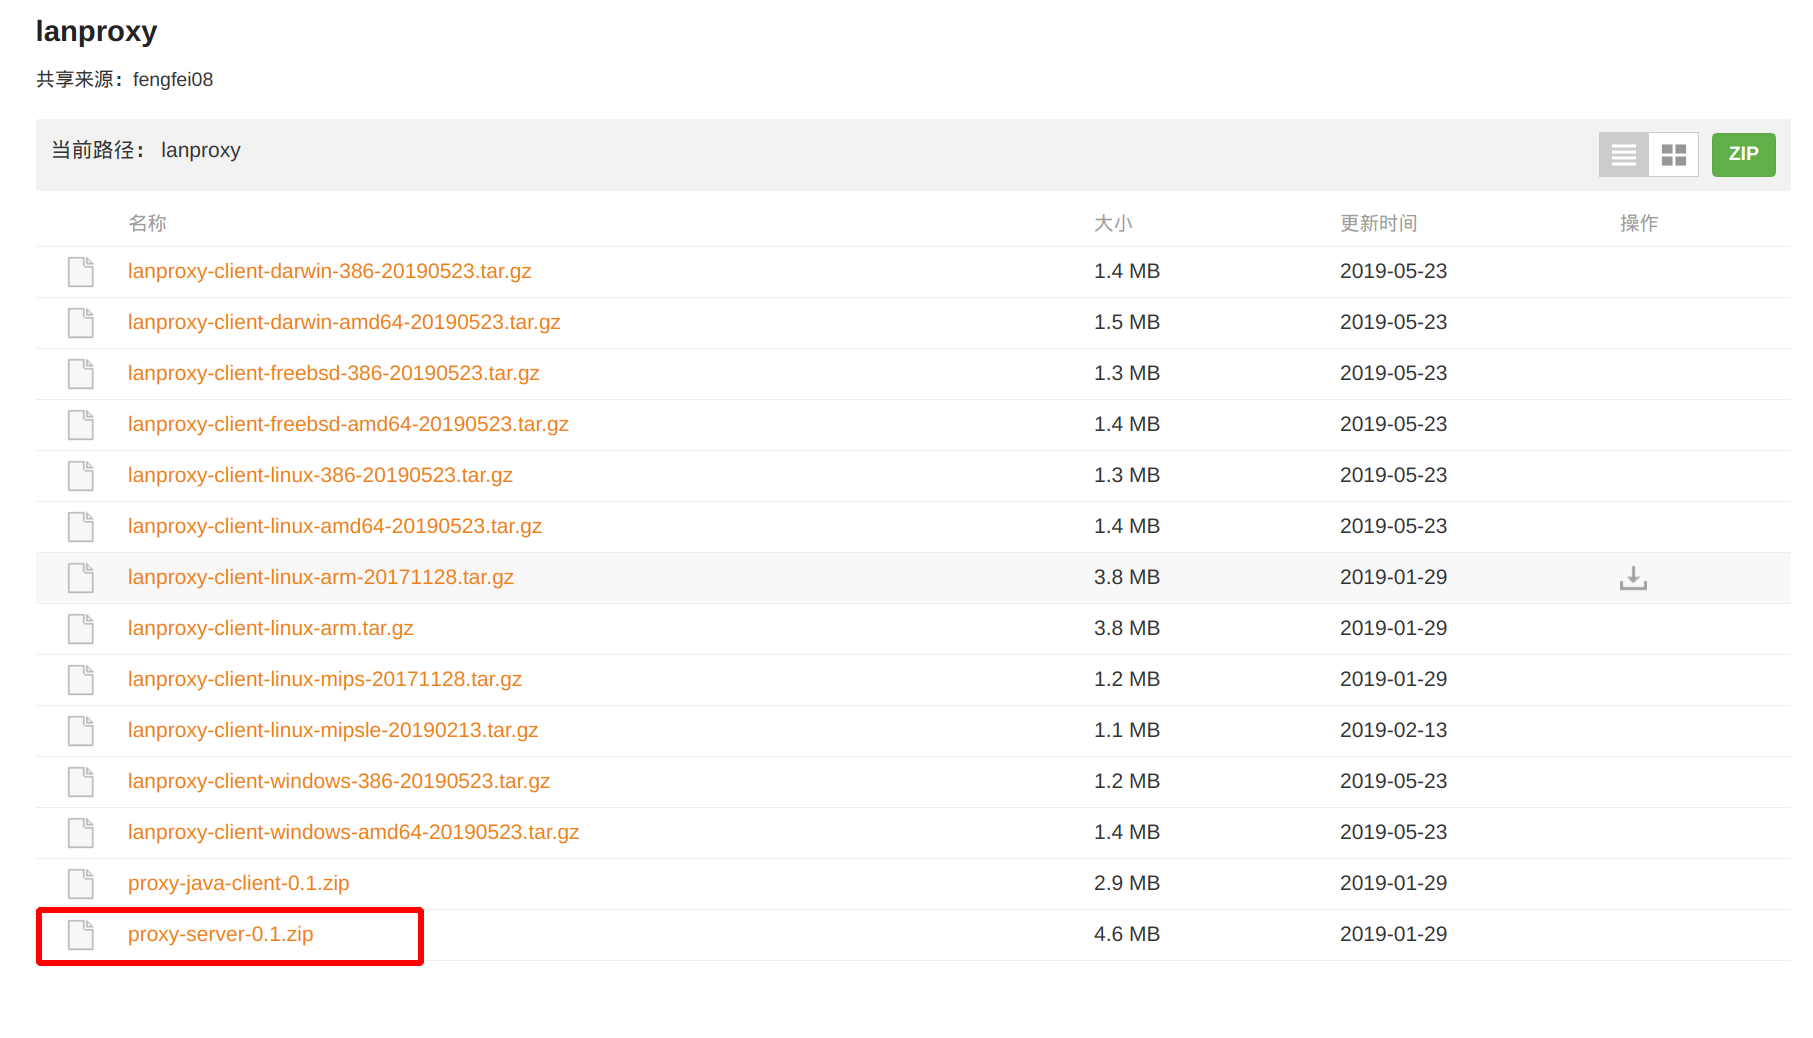 lanproxy
共享来源：fengfei08
当前路径： lanproxy
ZIP
名称 大小 更新时间 操作
lanproxy-client-darwin-386-20190523.tar.gz 1.4 MB 2019-05-23
lanproxy-client-darwin-amd64-20190523.tar.gz 1.5 MB 2019-05-23
lanproxy-client-freebsd-386-20190523.tar.gz 1.3 MB 2019-05-23
lanproxy-client-freebsd-amd64-20190523.tar.gz 1.4 MB 2019-05-23
lanproxy-client-linux-386-20190523.tar.gz 1.3 MB 2019-05-23
lanproxy-client-linux-amd64-20190523.tar.gz 1.4 MB 2019-05-23
lanproxy-client-linux-arm-20171128.tar.gz 3.8 MB 2019-01-29
lanproxy-client-linux-arm.tar.gz 3.8 MB 2019-01-29
lanproxy-client-linux-mips-20171128.tar.gz 1.2 MB 2019-01-29
lanproxy-client-linux-mipsle-20190213.tar.gz 1.1 MB 2019-02-13
lanproxy-client-windows-386-20190523.tar.gz 1.2 MB 2019-05-23
lanproxy-client-windows-amd64-20190523.tar.gz 1.4 MB 2019-05-23
proxy-java-client-0.1.zip 2.9 MB 2019-01-29
proxy-server-0.1.zip 4.6 MB 2019-01-29